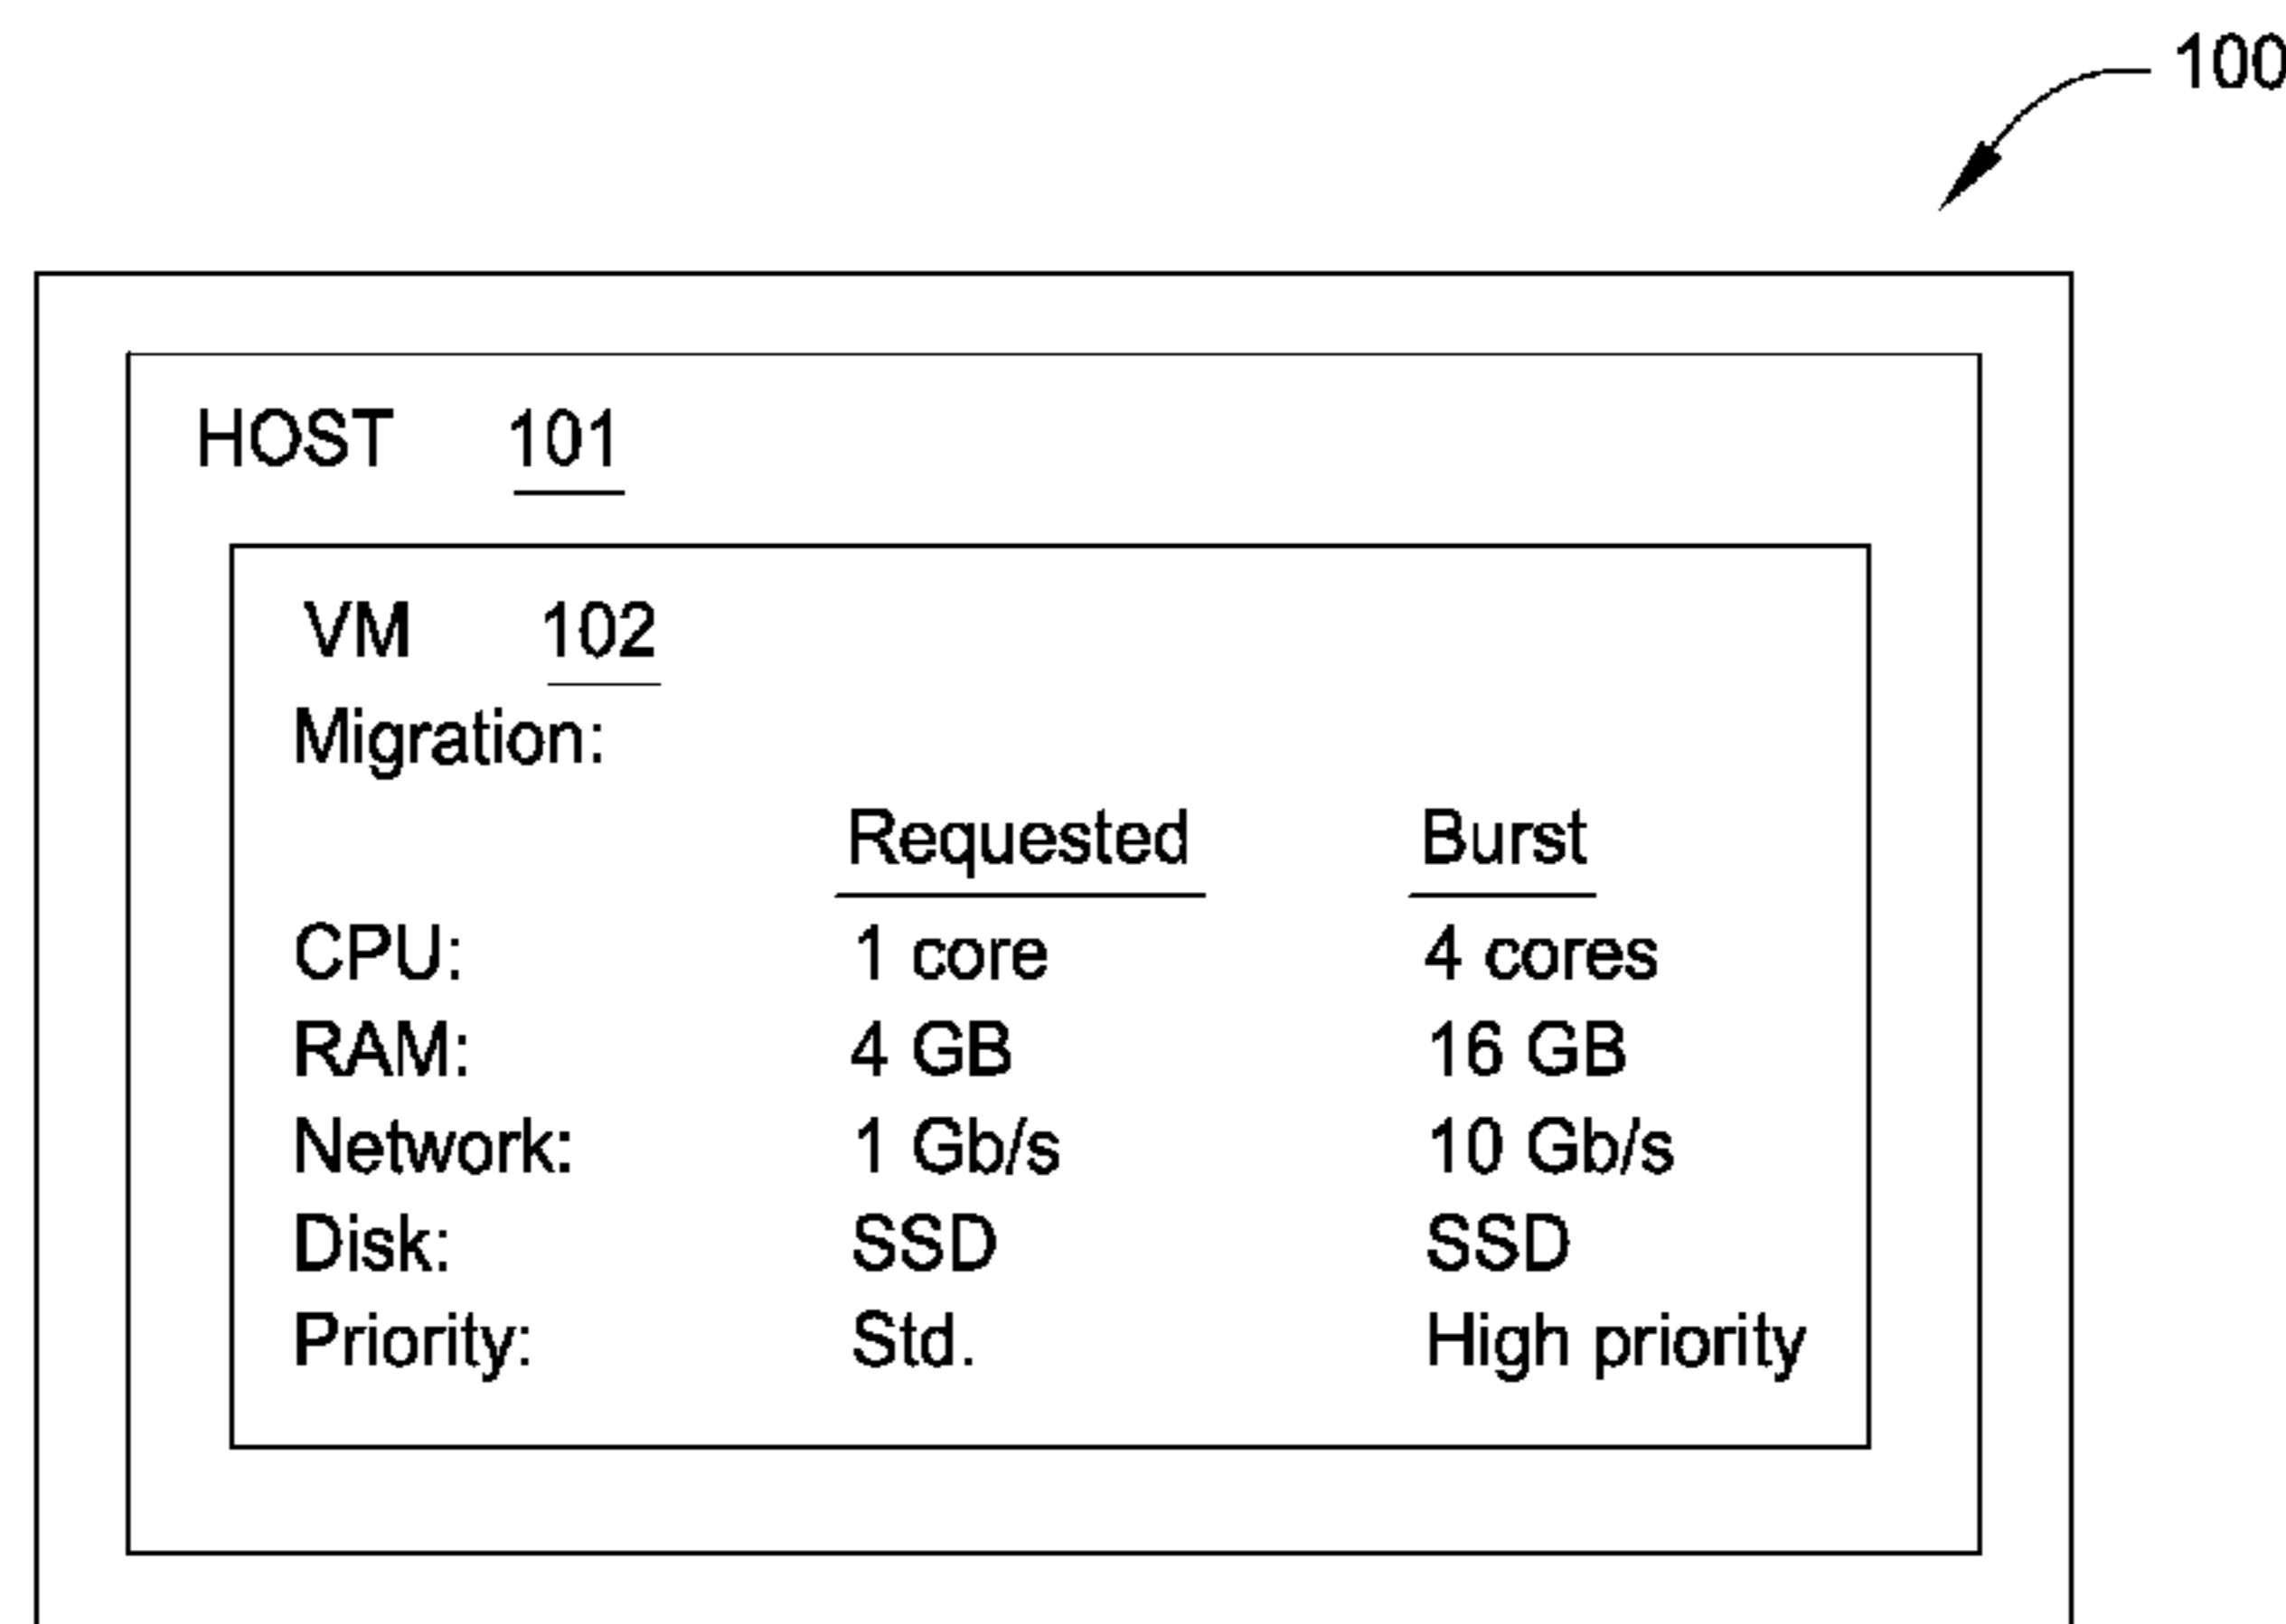 100
HOST 101
VM 102
Migration:
Requested Burst
CPU: 1 core 4 cores
RAM: 4 GB 16 GB
Network: 1 Gb/s 10 Gb/s
Disk: SSD SSD
Priority: Std. High priority